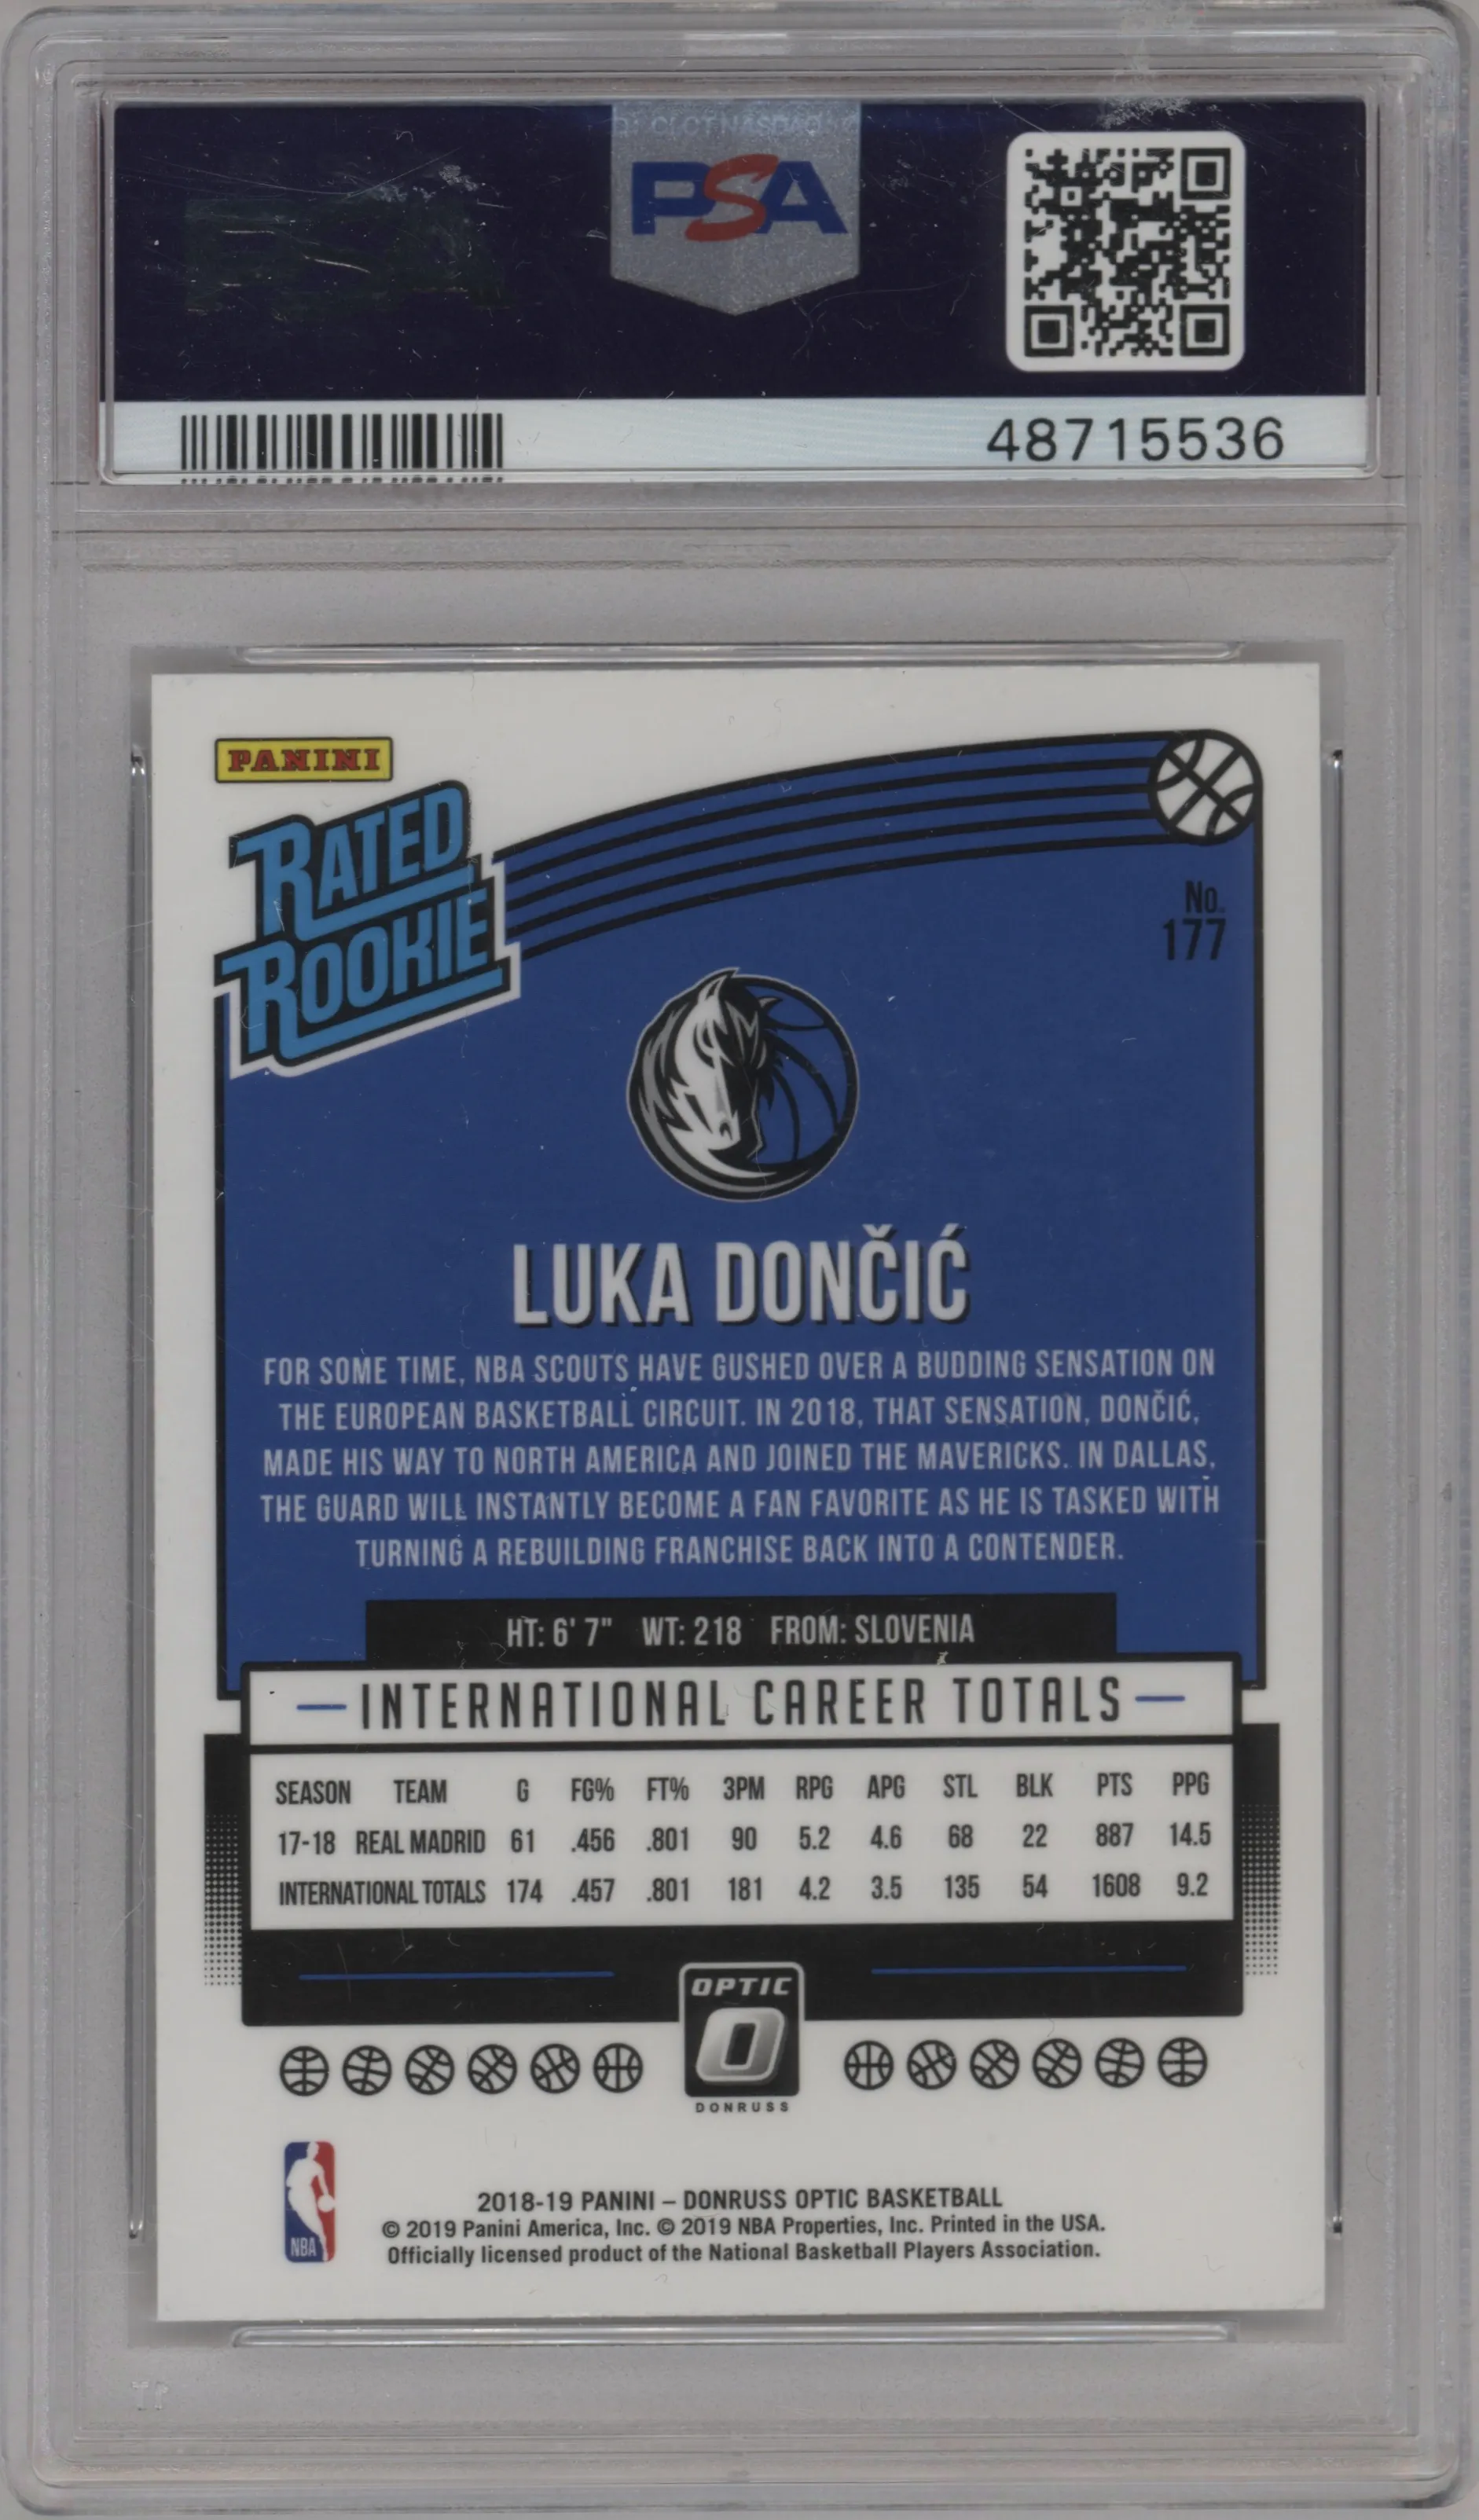 PSA
48715536
PANINI
RATED
ROOKIE
No.
177
LUKA DONČIĆ
FOR SOME TIME, NBA SCOUTS HAVE GUSHED OVER A BUDDING SENSATION ON
THE EUROPEAN BASKETBALL CIRCUIT. IN 2018, THAT SENSATION, DONČIĆ,
MADE HIS WAY TO NORTH AMERICA AND JOINED THE MAVERICKS. IN DALLAS,
THE GUARD WILL INSTANTLY BECOME A FAN FAVORITE AS HE IS TASKED WITH
TURNING A REBUILDING FRANCHISE BACK INTO A CONTENDER.
HT: 6' 7" WT: 218 FROM: SLOVENIA
INTERNATIONAL CAREER TOTALS
SEASON TEAM G FG% FT% 3PM RPG APG STL BLK PTS PPG
17-18 REAL MADRID 61 .456 .801 90 5.2 4.6 68 22 887 14.5
INTERNATIONAL TOTALS 174 .457 .801 181 4.2 3.5 135 54 1608 9.2
OPTIC
O
DONRUSS
NBA
2018-19 PANINI – DONRUSS OPTIC BASKETBALL
© 2019 Panini America, Inc. © 2019 NBA Properties, Inc. Printed in the USA.
Officially licensed product of the National Basketball Players Association.